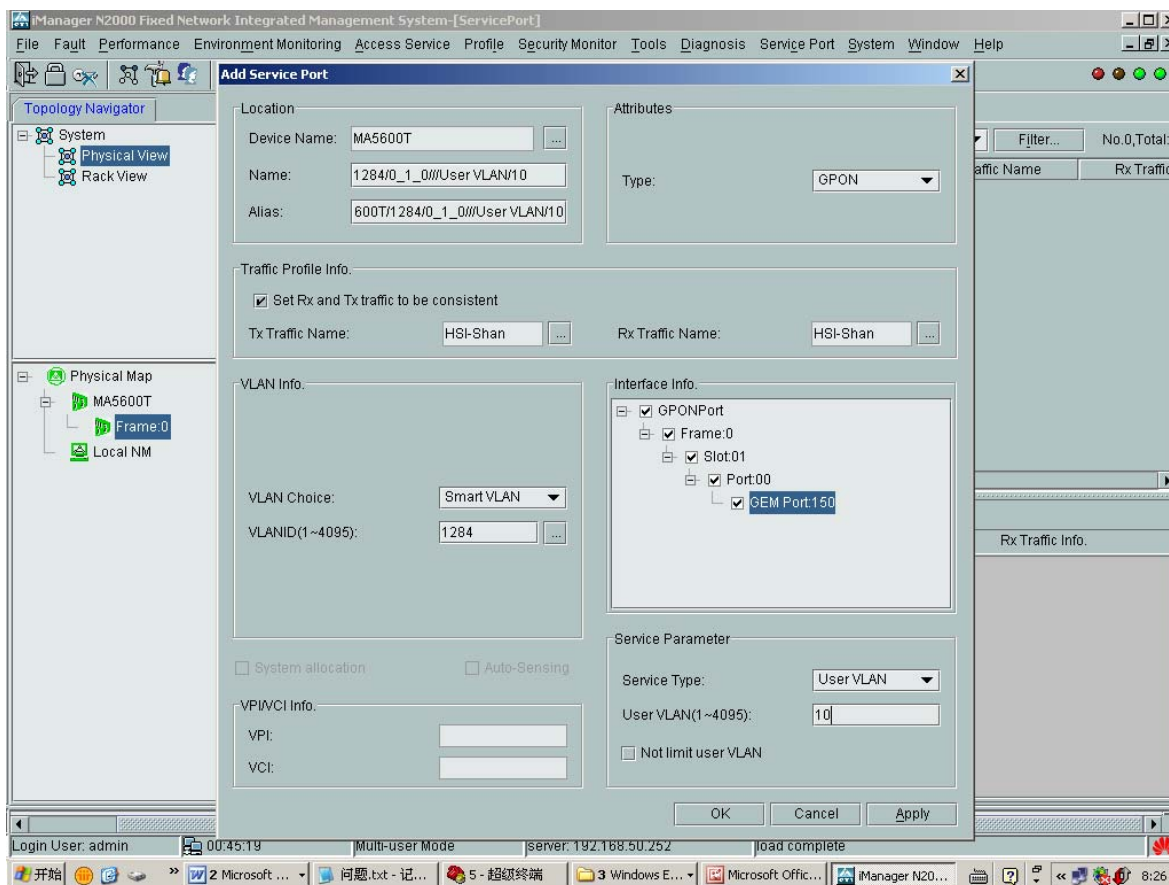 iManager N2000 Fixed Network Integrated Management System-[ServicePort]
File Fault Performance Environment Monitoring Access Service Profile Security Monitor Tools Diagnosis Service Port System Window Help
Add Service Port
Topology Navigator
System
Physical View
Rack View
Physical Map
MA5600T
Frame:0
Local NM
Location
Device Name: MA5600T ...
Name: 1284/0_1_0///User VLAN/10
Alias: 600T/1284/0_1_0///User VLAN/10
Attributes
Type: GPON
Filter... No.0,Total:
affic Name Rx Traffic
Traffic Profile Info.
Set Rx and Tx traffic to be consistent
Tx Traffic Name: HSI-Shan ... Rx Traffic Name: HSI-Shan ...
VLAN Info.
VLAN Choice: Smart VLAN
VLANID(1~4095): 1284 ...
Interface Info.
GPONPort
Frame:0
Slot:01
Port:00
GEM Port:150
Rx Traffic Info.
System allocation Auto-Sensing
VPI/VCI Info.
VPI:
VCI:
Service Parameter
Service Type: User VLAN
User VLAN(1~4095): 10
Not limit user VLAN
OK Cancel Apply
Login User: admin 00:45:19 Multi-user Mode server: 192.168.50.252 load complete
开始 » 2 Microsoft ... 问题.txt - 记... 5 - 超级终端 3 Windows E... Microsoft Offic... iManager N20... « 8:26